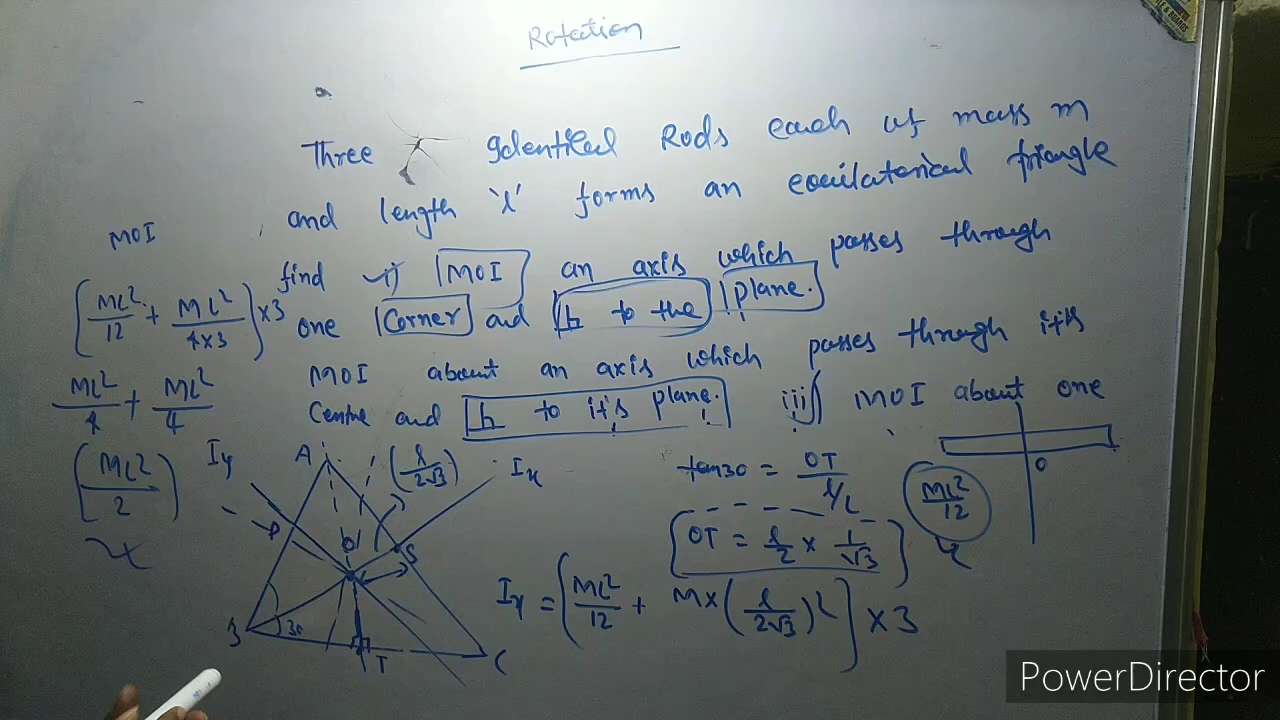 Rotation
Three Identical Rods each of mass m
and length 'l' forms an equilaterical triangle
find i) MOI an axis which passes through
one Corner and ⊥ to the plane.
MOI about an axis which passes through it's
Centre and ⊥ to it's plane. iii) MOI about one
MOI
[ML²/12 + ML²/4×3] ×3
ML²/4 + ML²/4
(ML²/2)
Iy
A
(l/2√3)
Ix
P
O
S
B
30
T
C
tan30 = OT/l/2
OT = l/2 × 1/√3
Ix = [ML²/12 + M×(l/2√3)²] ×3
O
ML²/12
PowerDirector